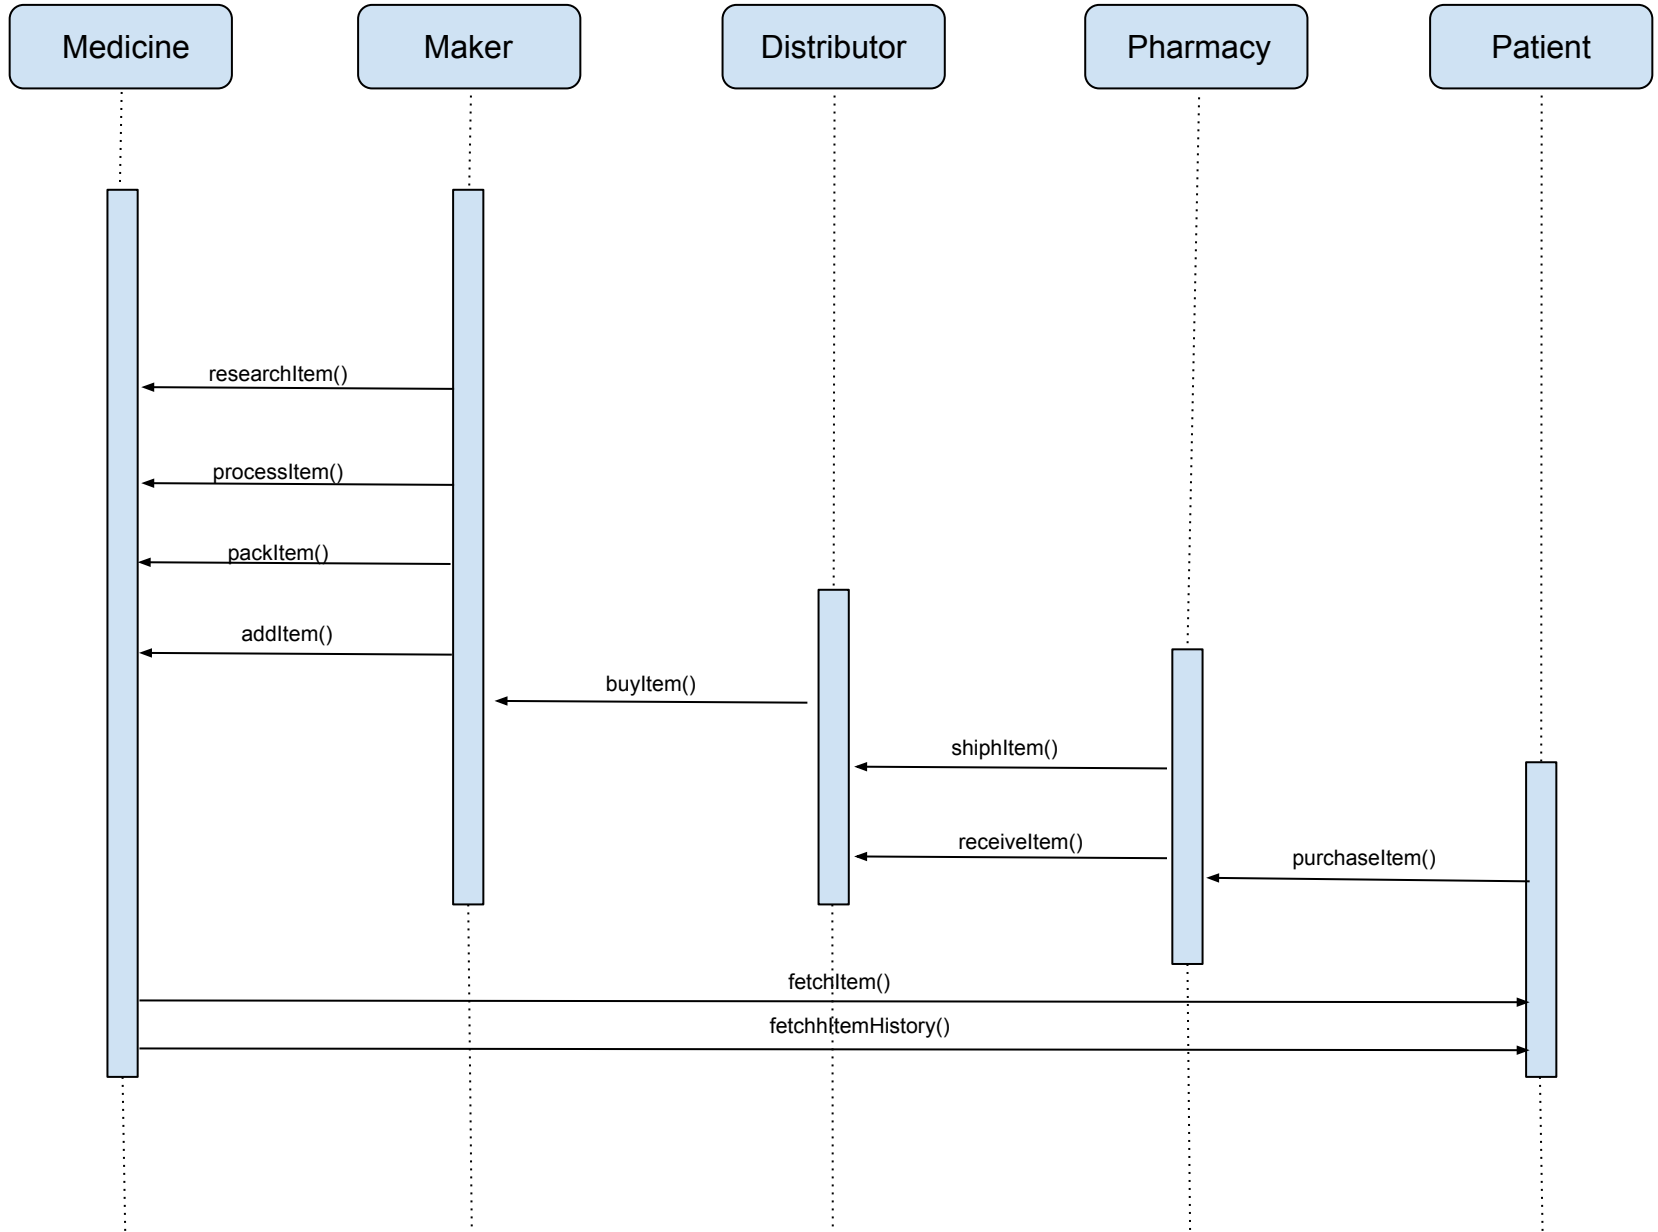 Medicine
Maker
Distributor
Pharmacy
Patient
researchItem()
processItem()
packItem()
addItem()
buyItem()
shiphItem()
receiveItem()
purchaseItem()
fetchItem()
fetchhItemHistory()